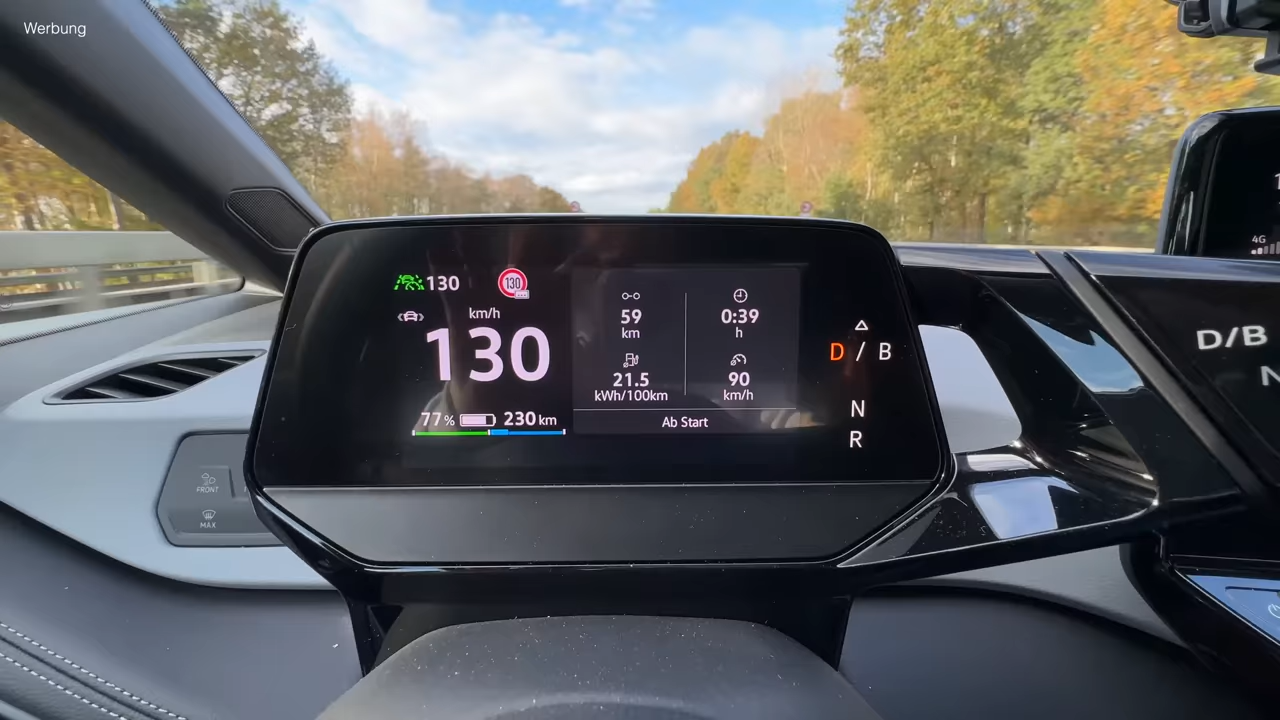 Werbung
130
130
km/h
130
77 % 230 km
59
km
0:39
h
21.5
kWh/100km
90
km/h
Ab Start
D / B
N
R
FRONT
MAX
4G
D/B